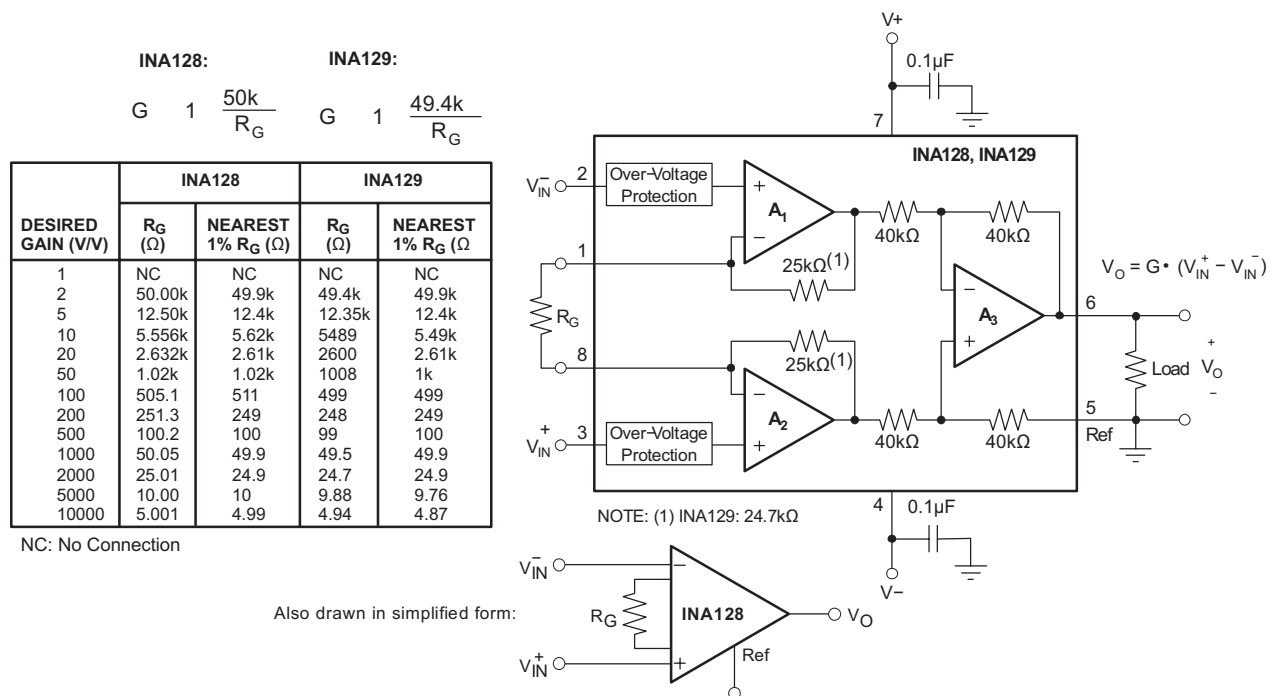 INA128:
INA129:
G 1 50k
R_G
G 1 49.4k
R_G
INA128 INA129
DESIRED GAIN (V/V) R_G (Ω) NEAREST 1% R_G (Ω) R_G (Ω) NEAREST 1% R_G (Ω
1 NC NC NC NC
2 50.00k 49.9k 49.4k 49.9k
5 12.50k 12.4k 12.35k 12.4k
10 5.556k 5.62k 5489 5.49k
20 2.632k 2.61k 2600 2.61k
50 1.02k 1.02k 1008 1k
100 505.1 511 499 499
200 251.3 249 248 249
500 100.2 100 99 100
1000 50.05 49.9 49.5 49.9
2000 25.01 24.9 24.7 24.9
5000 10.00 10 9.88 9.76
10000 5.001 4.99 4.94 4.87
NC: No Connection
V+
0.1µF
7
INA128, INA129
V_IN^-
2
Over-Voltage
Protection
+
A_1
−
40kΩ
40kΩ
1
25kΩ(1)
V_O = G • (V_IN^+ − V_IN^-)
R_G
−
A_3
+
6
8
25kΩ(1)
Load
+
V_O
-
−
A_2
+
5
Ref
V_IN^+
3
Over-Voltage
Protection
40kΩ
40kΩ
4
0.1µF
NOTE: (1) INA129: 24.7kΩ
V−
V_IN^-
−
Also drawn in simplified form:
R_G
INA128
V_O
V_IN^+
+
Ref